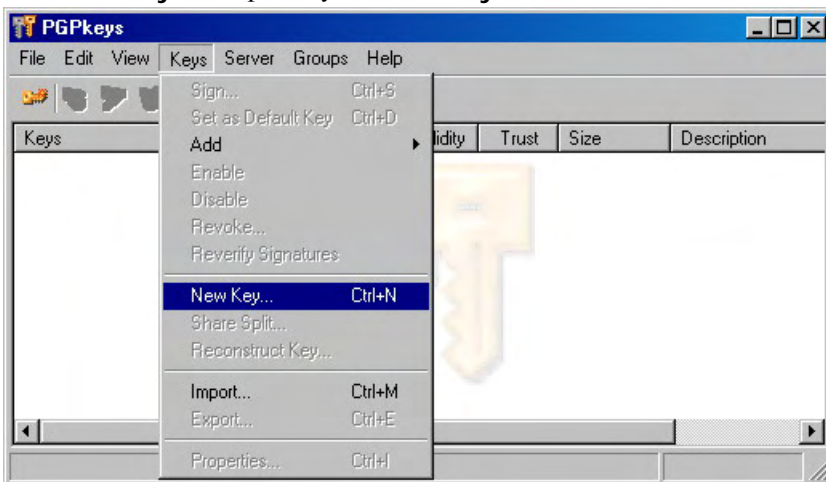 PGPkeys
File Edit View Keys Server Groups Help
Sign... Ctrl+S
Set as Default Key Ctrl+D
Keys lidity Trust Size Description
Add
Enable
Disable
Revoke...
Reverify Signatures
New Key... Ctrl+N
Share Split...
Reconstruct Key...
Import... Ctrl+M
Export... Ctrl+E
Properties... Ctrl+I